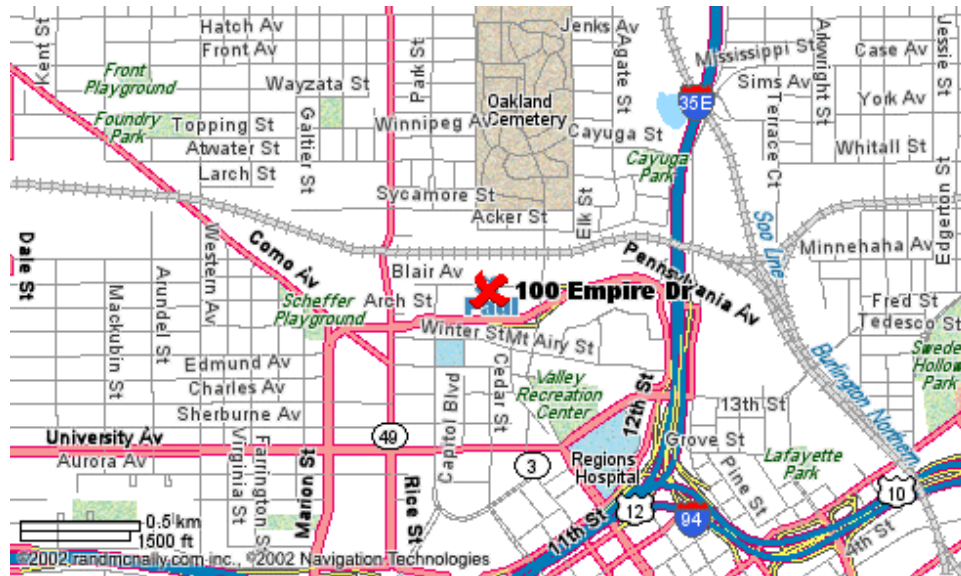 Kent St
Hatch Av
Front Av
Park St
Jenks Av
Agate St
Mississippi St
Arkwright St
Case Av
Jessie St
Front
Playground
Wayzata St
Sims Av
York Av
35E
Oakland
Cemetery
Foundry
Park
Topping St
Galtier St
Winnipeg Av
Cayuga St
Terrace Ct
Atwater St
Whitall St
Larch St
Cayuga
Park
Sycamore St
Acker St
Elk St
Edgerton St
Soo Line
Dale St
Western Av
Como Av
Minnehaha Av
Pennsylvania Av
Blair Av
Arundel St
Mackubin St
Scheffer
Playground
Arch St
100 Empire Dr
Paul
Fred St
Tedesco St
Winter St
Mt Airy St
Swede
Hollow
Park
Burlington Northern
Edmund Av
Charles Av
Sherburne Av
Capitol Blvd
Cedar St
Valley
Recreation
Center
12th St
13th St
University Av
Aurora Av
Virginia St
Farrington St
Marion St
49
Rice St
3
Grove St
Regions
Hospital
Pine St
Lafayette
Park
10
12
94
11th St
4th St
0.5 km
1500 ft
©2002 randmcnally.com inc., ©2002 Navigation Technologies